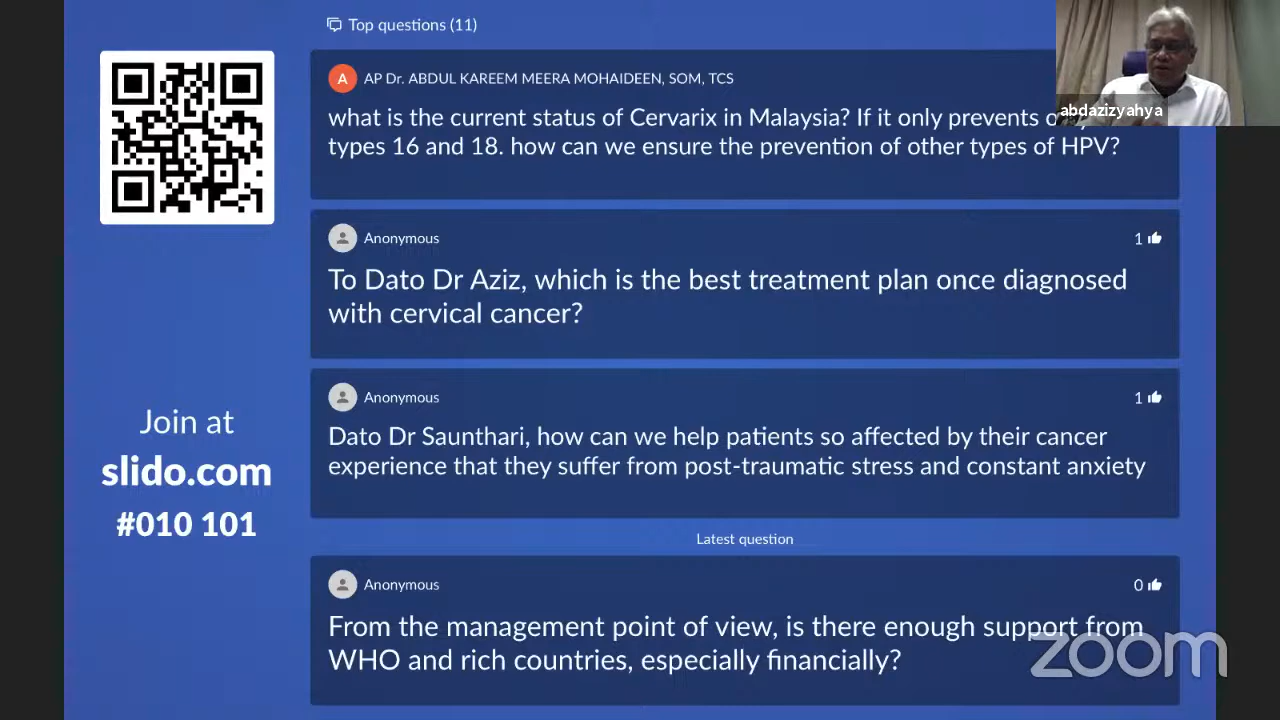 Top questions (11)
A
AP Dr. ABDUL KAREEM MEERA MOHAIDEEN, SOM, TCS
what is the current status of Cervarix in Malaysia? If it only prevents
types 16 and 18. how can we ensure the prevention of other types of HPV?
abdazizyahya
Anonymous
1
To Dato Dr Aziz, which is the best treatment plan once diagnosed
with cervical cancer?
Anonymous
1
Dato Dr Saunthari, how can we help patients so affected by their cancer
experience that they suffer from post-traumatic stress and constant anxiety
Join at
slido.com
#010 101
Latest question
Anonymous
0
From the management point of view, is there enough support from
WHO and rich countries, especially financially?
zoom